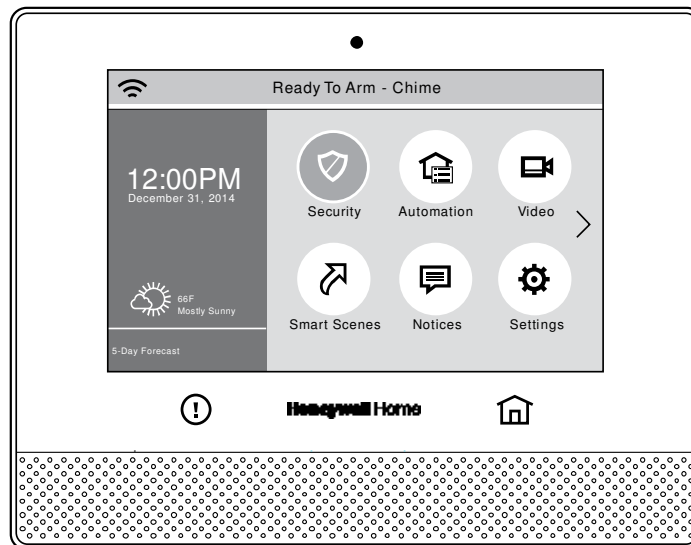 Ready To Arm - Chime
12:00PM
December 31, 2014
66F
Mostly Sunny
5-Day Forecast
Security
Automation
Video
Smart Scenes
Notices
Settings
Honeywell Home